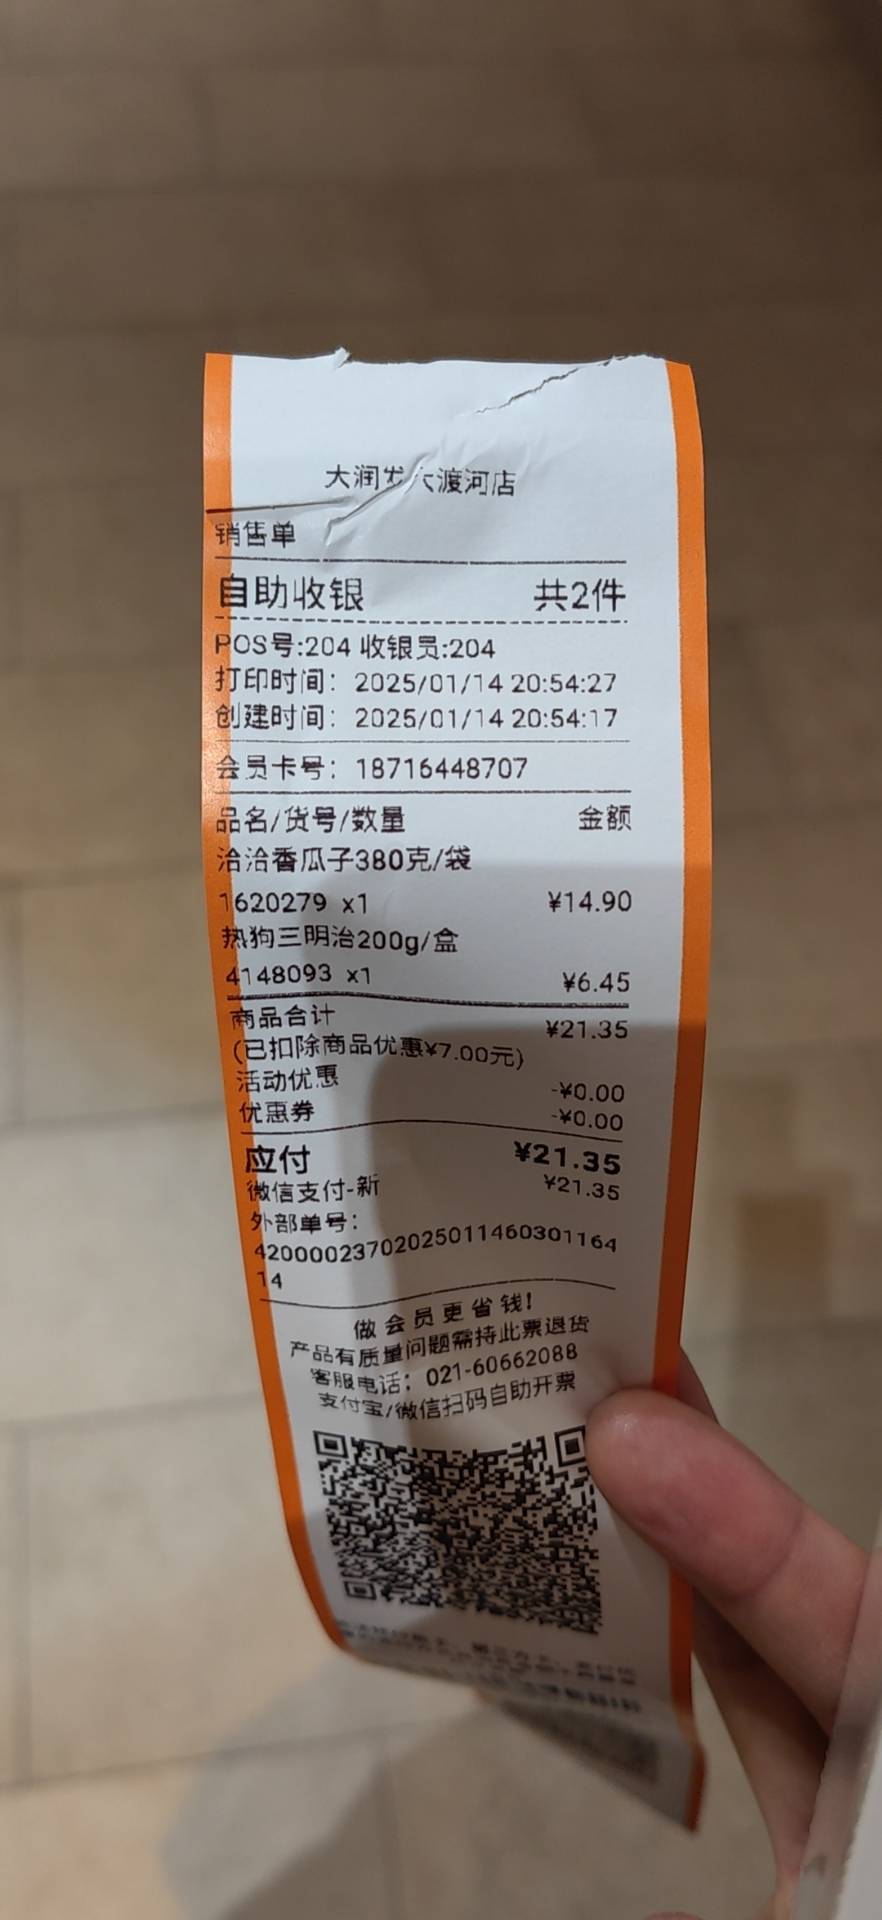 大润发大渡河店
销售单
自助收银 共2件
POS号:204 收银员:204
打印时间: 2025/01/14 20:54:27
创建时间: 2025/01/14 20:54:17
会员卡号: 18716448707
品名/货号/数量 金额
洽洽香瓜子380克/袋
1620279 x1 ¥14.90
热狗三明治200g/盒
4148093 x1 ¥6.45
商品合计 ¥21.35
(已扣除商品优惠¥7.00元)
活动优惠 -¥0.00
优惠券 -¥0.00
应付 ¥21.35
微信支付-新 ¥21.35
外部单号:
42000023702025011460301164
14
做会员更省钱!
产品有质量问题需持此票退货
客服电话: 021-60662088
支付宝/微信扫码自助开票